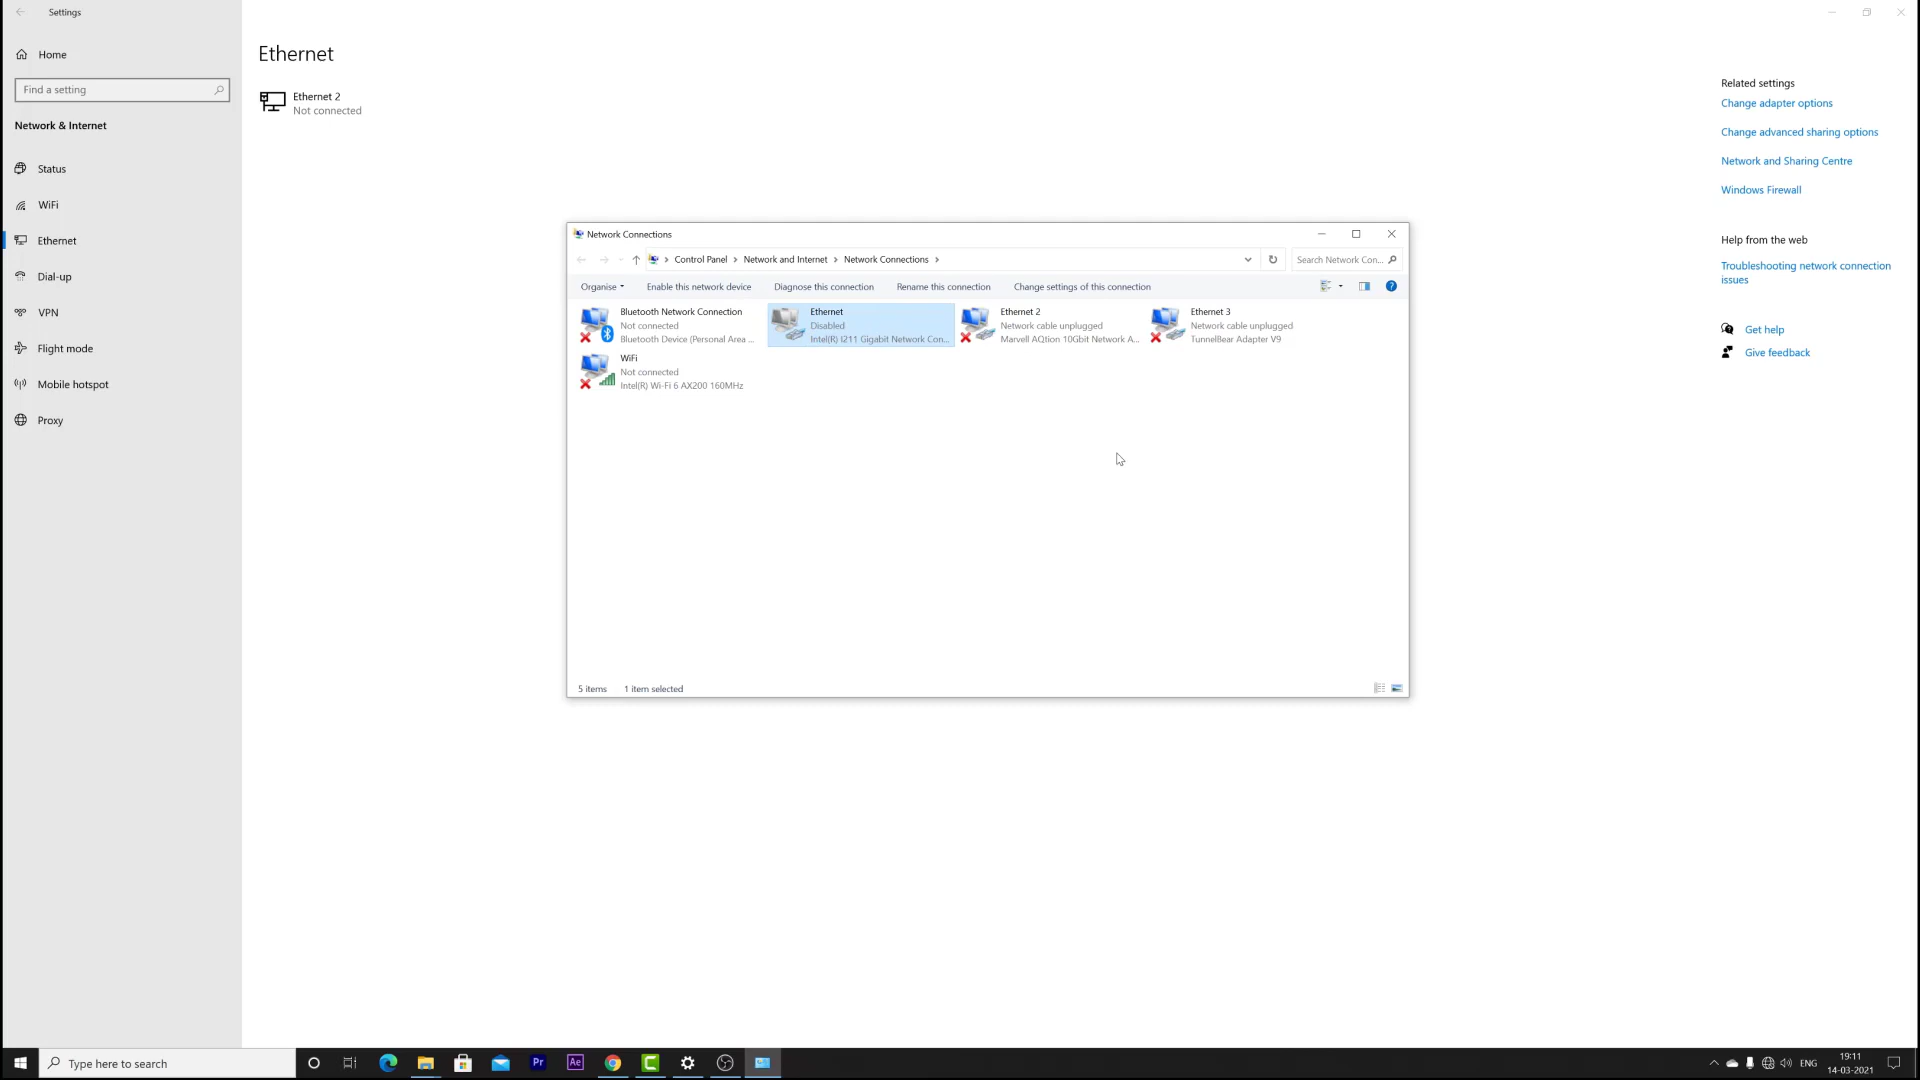 Settings
Home
Find a setting
Network & Internet
Status
WiFi
Ethernet
Dial-up
VPN
Flight mode
Mobile hotspot
Proxy
Ethernet
Ethernet 2
Not connected
Related settings
Change adapter options
Change advanced sharing options
Network and Sharing Centre
Windows Firewall
Help from the web
Troubleshooting network connection
issues
Get help
Give feedback
Network Connections
Control Panel > Network and Internet > Network Connections >
Search Network Con...
Organise
Enable this network device
Diagnose this connection
Rename this connection
Change settings of this connection
Bluetooth Network Connection
Not connected
Bluetooth Device (Personal Area ...
Ethernet
Disabled
Intel(R) I211 Gigabit Network Con...
Ethernet 2
Network cable unplugged
Marvell AQtion 10Gbit Network A...
Ethernet 3
Network cable unplugged
TunnelBear Adapter V9
WiFi
Not connected
Intel(R) Wi-Fi 6 AX200 160MHz
5 items
1 item selected
Type here to search
Pr
Ae
ENG
19:11
14-03-2021